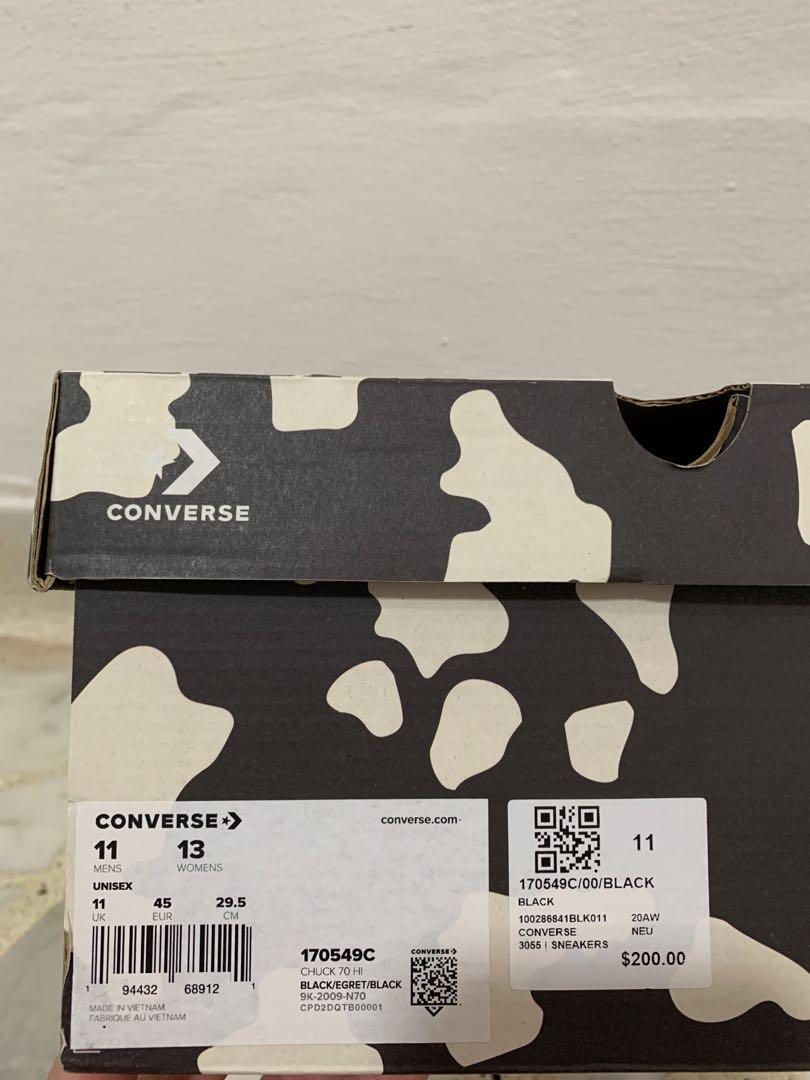 CONVERSE
CONVERSE
converse.com
11 13
MENS WOMENS
UNISEX
11 45 29.5
UK EUR CM
1 94432 68912 1
MADE IN VIETNAM
FABRIQUE AU VIETNAM
170549C
CHUCK 70 HI
BLACK/EGRET/BLACK
9K-2009-N70
CPD2DQTB00001
CONVERSE
11
170549C/00/BLACK
BLACK
100286841BLK011 20AW
CONVERSE NEU
3055 | SNEAKERS
$200.00